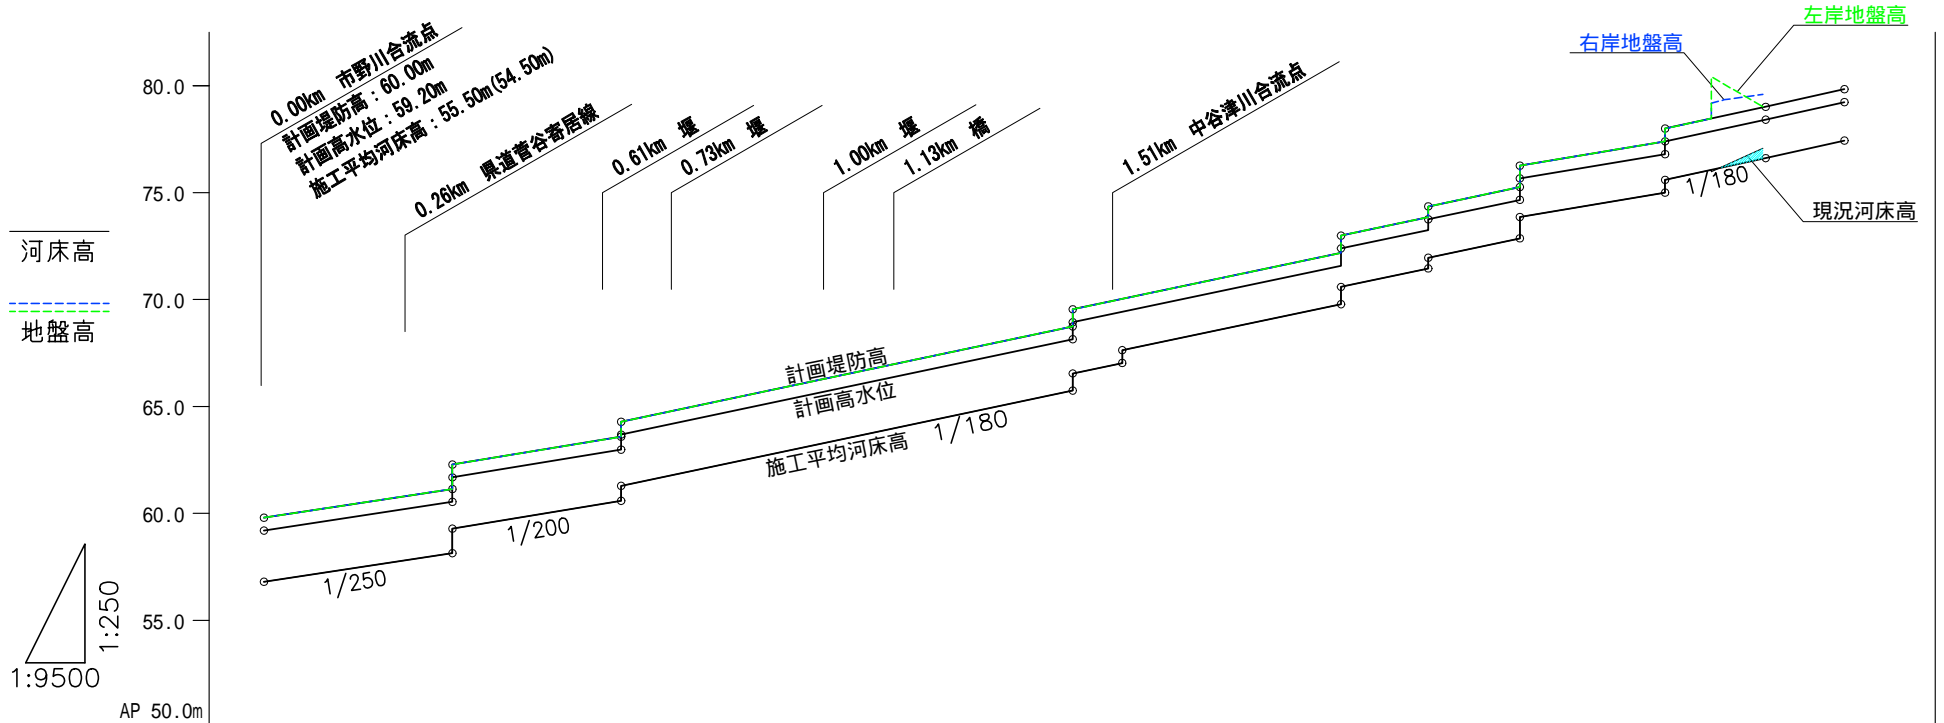 左岸地盤高
右岸地盤高
0.00km 市野川合流点
計画堤防高：60.00m
計画高水位：59.20m
施工平均河床高：55.50m(54.50m)
0.26km 県道菅谷寄居線
0.61km 堰
0.73km 堰
1.00km 堰
1.13km 橋
1.51km 中谷津川合流点
80.0
75.0
70.0
65.0
60.0
55.0
AP 50.0m
河床高
地盤高
1/180
現況河床高
計画堤防高
計画高水位
施工平均河床高
1/180
1/200
1/250
1:250
1:9500